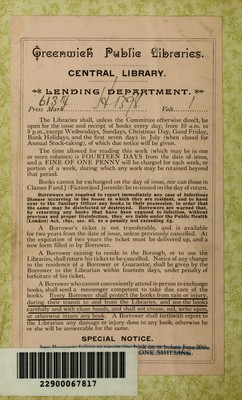 Greenwich Public Libraries.
CENTRAL LIBRARY.
LENDING DEPARTMENT.
Press Mark 613.94 Vol. 1
The Libraries shall, unless the Committee otherwise direct, be
open for the issue and receipt of books every day, from 10 a.m. to
9 p.m., except Wednesdays, Sundays, Christmas Day, Good Friday,
Bank Holidays, and the first seven days in July (when closed for
Annual Stock-taking), of which due notice will be given.
The time allowed for reading this work (which may be in one
or more volumes) is FOURTEEN DAYS from the date of issue,
and a FINE OF ONE PENNY will be charged for each week, or
portion of a week, during which any work may be retained beyond
that period.
Books cannot be exchanged on the day of issue, nor can those in
Classes F and J (Fiction and Juvenile) be re-issued on the day of return.
Borrowers are required to report immediately any case of Infectious
Disease occurring in the house in which they are resident, and to hand
to the Sanitary Officer any books in their possession, in order that
the same may be disinfected or destroyed. Borrowers are warned that
by returning any books that have been exposed to infection, without
previous and proper Disinfection, they are liable under the Public Health
(London) Act, 1891, to a penalty not exceeding £5.
A Borrower's ticket is not transferable, and is available
for two years from the date of issue, unless previously cancelled. At
the expiration of two years the ticket must be delivered up, and a
new form filled in by Borrower.
A Borrower ceasing to reside in the Borough, or to use the
Libraries, shall return his ticket to be cancelled. Notice of any change
in the residence of a Borrower or Guarantor, shall be given by the
Borrower to the Librarian within fourteen days, under penalty of
forfeiture of his ticket.
A Borrower who cannot conveniently attend in person to exchange
books, shall send a messenger competent to take due care of the
books. Every Borrower shall protect the books from rain or injury,
during their transit to and from the Libraries, and use the books
carefully and with clean hands, and shall not crease, soil, write upon,
or otherwise injure any book. A Borrower shall forthwith report to
the Librarian any damage or injury done to any book, otherwise he
or she will be answerable for the same.
SPECIAL NOTICE.
ONE SHILLING.
22900067817